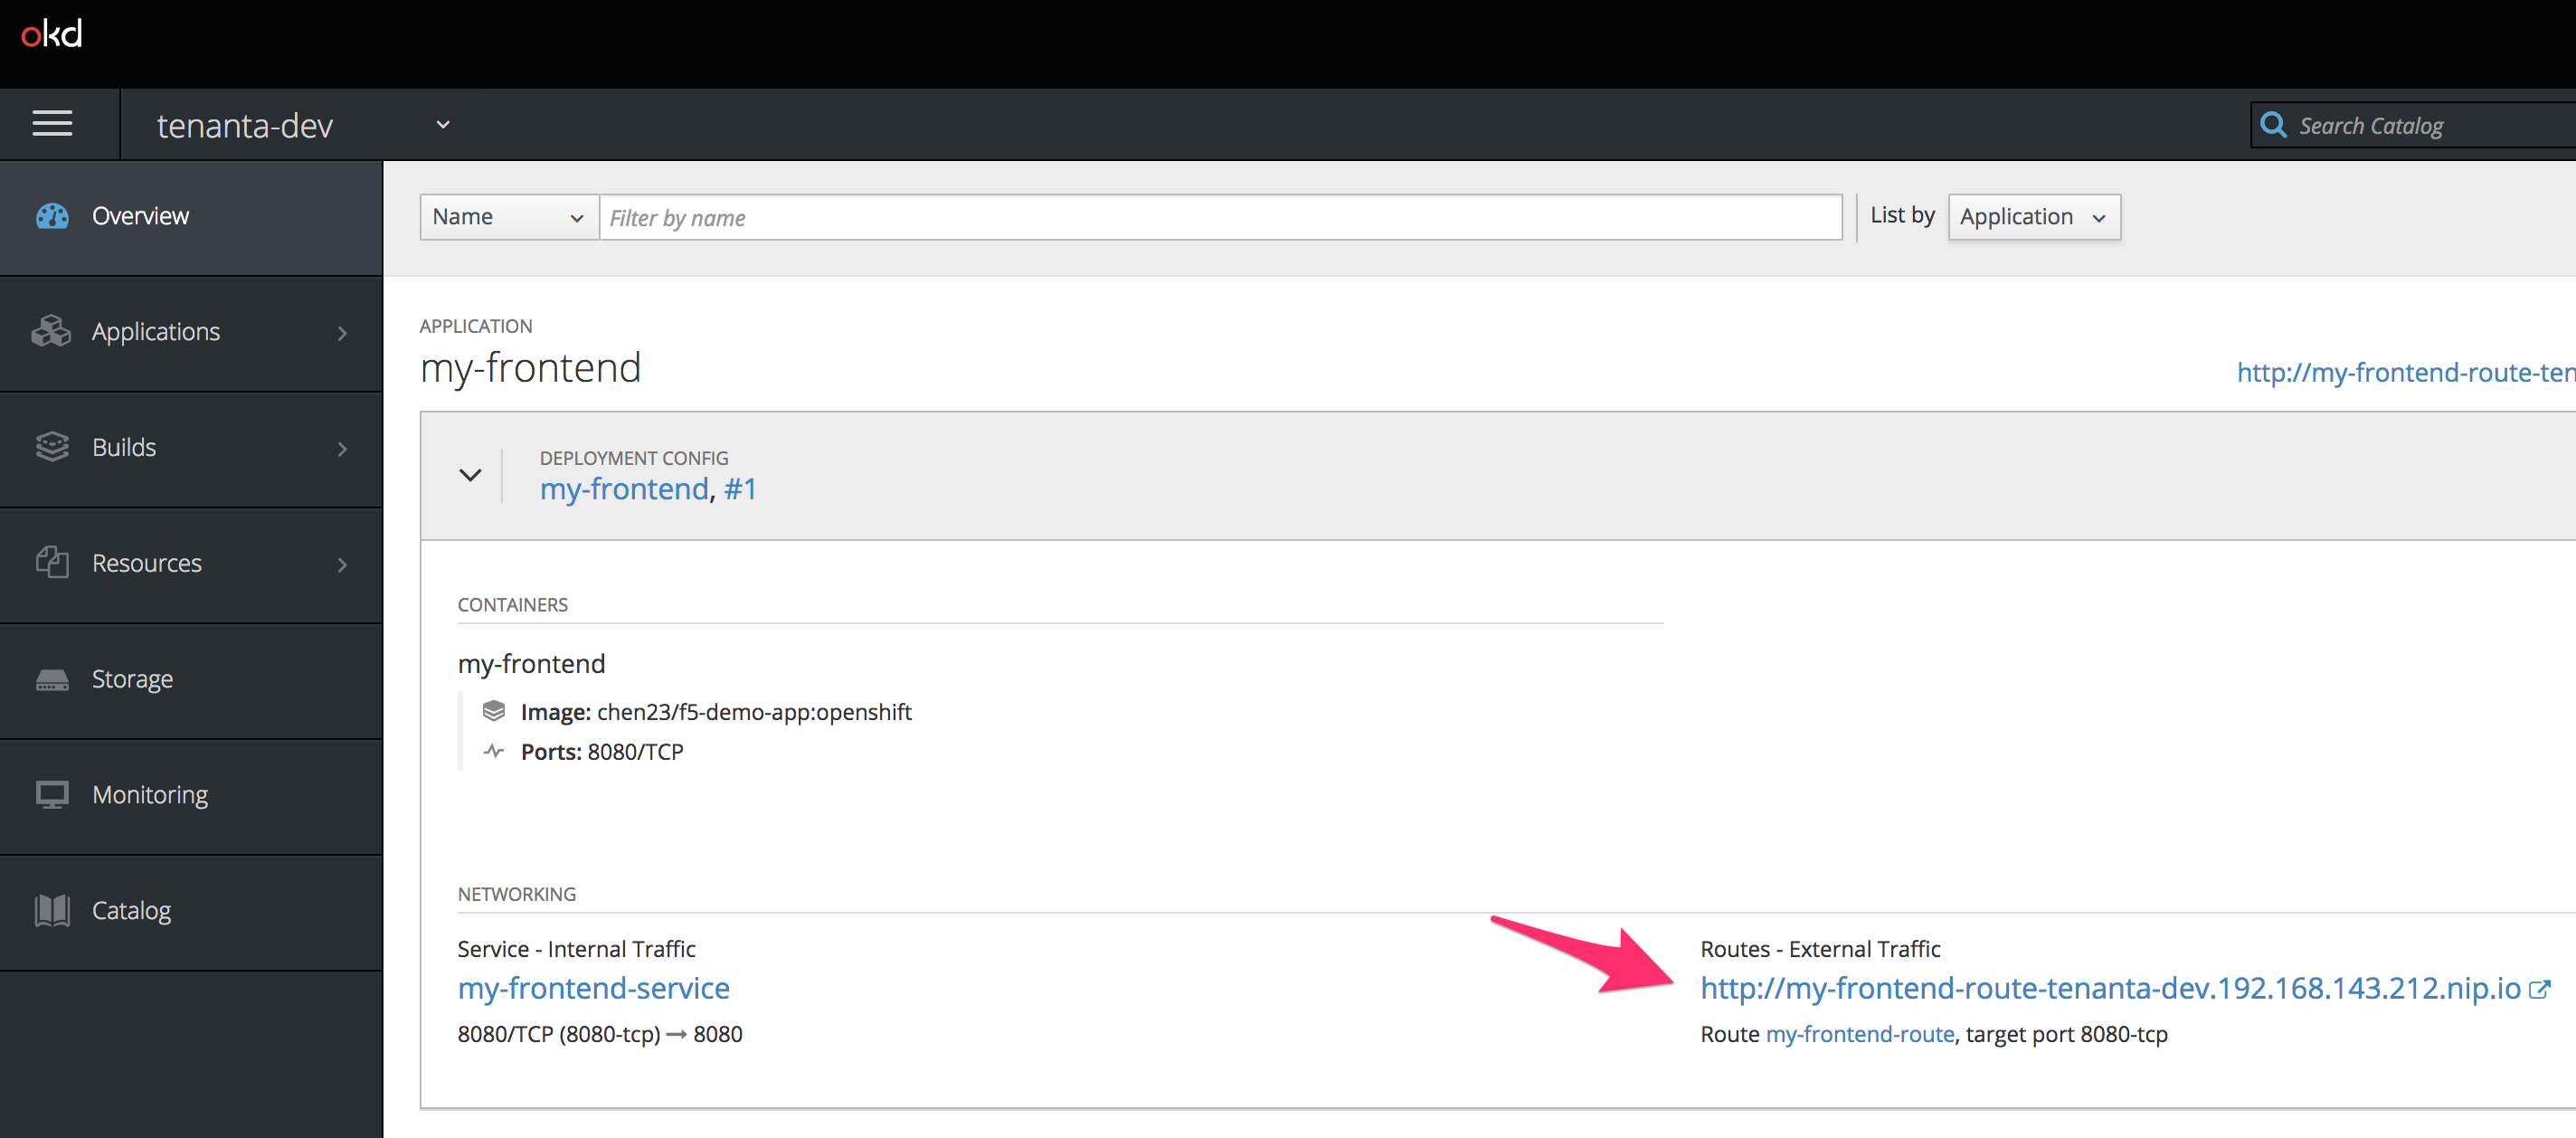 okd
tenanta-dev
Search Catalog
Overview
Applications
Builds
Resources
Storage
Monitoring
Catalog
Name
Filter by name
List by
Application
APPLICATION
my-frontend
http://my-frontend-route-ten
DEPLOYMENT CONFIG
my-frontend, #1
CONTAINERS
my-frontend
Image: chen23/f5-demo-app:openshift
Ports: 8080/TCP
NETWORKING
Service - Internal Traffic
my-frontend-service
8080/TCP (8080-tcp) → 8080
Routes - External Traffic
http://my-frontend-route-tenanta-dev.192.168.143.212.nip.io
Route my-frontend-route, target port 8080-tcp